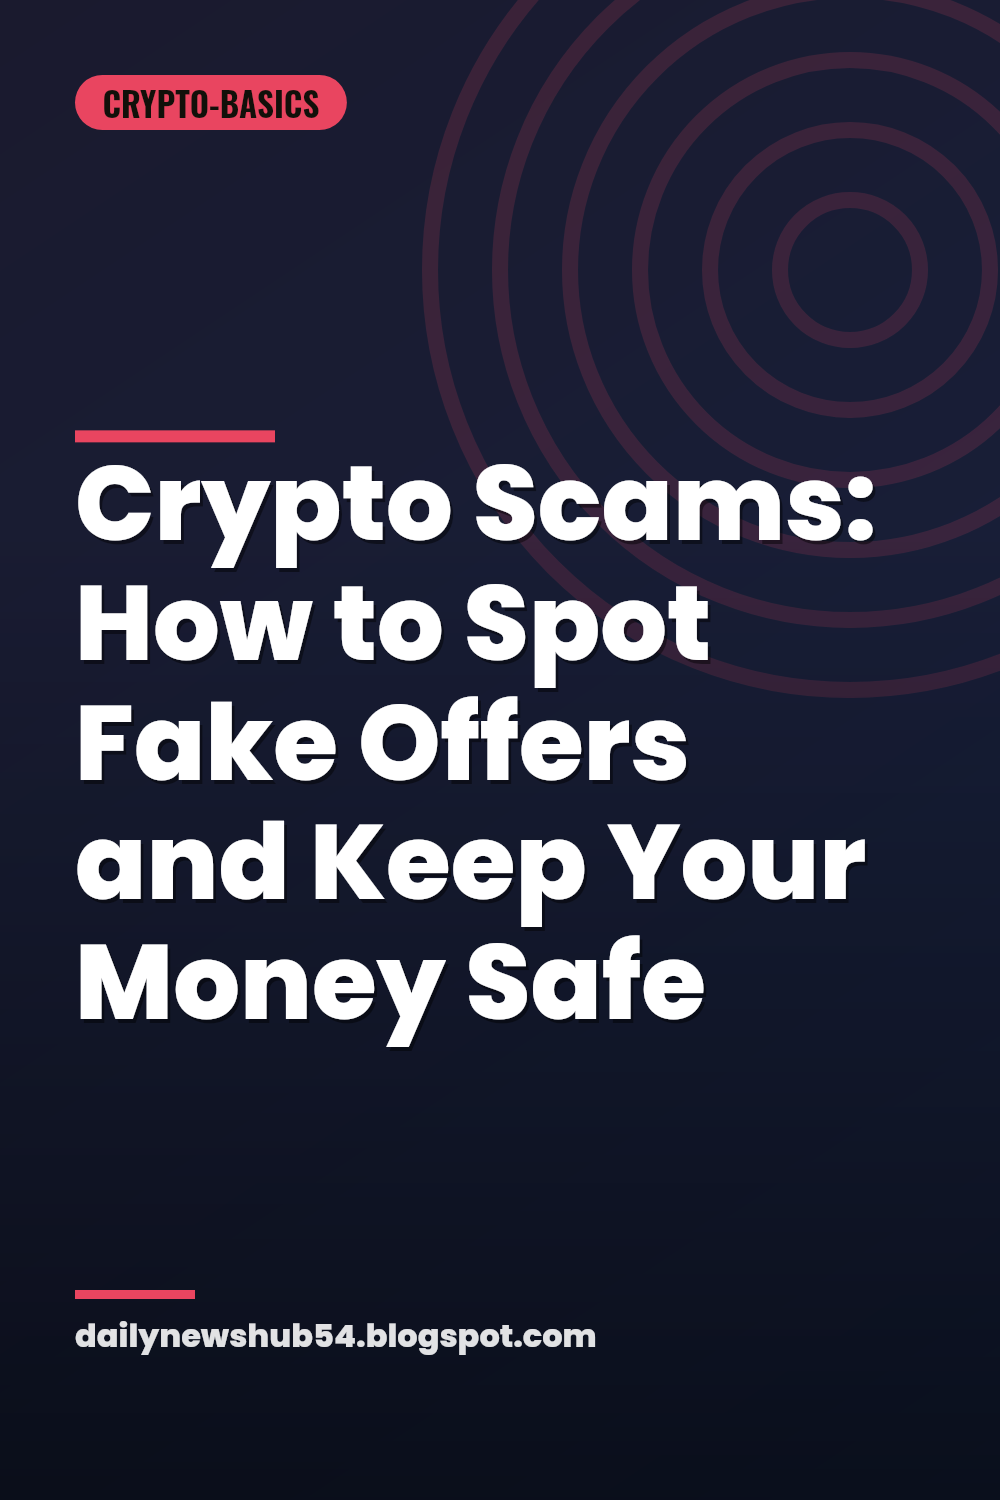 CRYPTO-BASICS
Crypto Scams:
How to Spot
Fake Offers
and Keep Your
Money Safe
dailynewshub54.blogspot.com